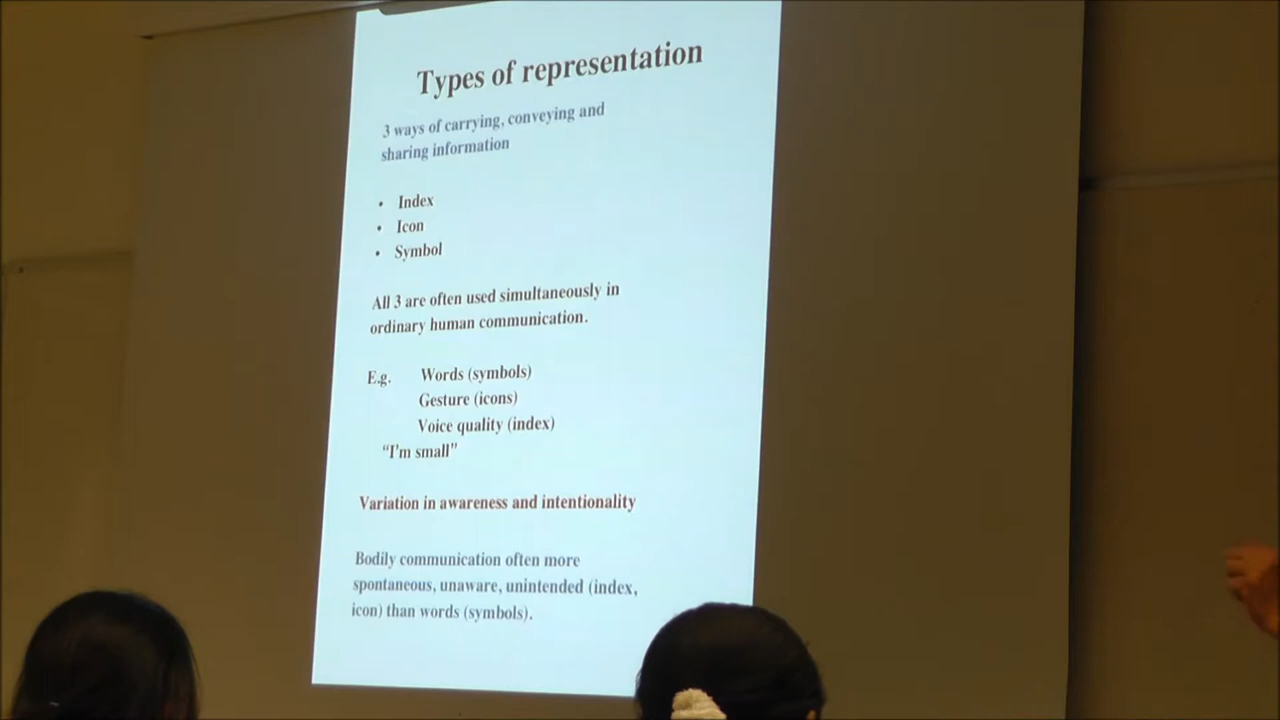 Types of representation
3 ways of carrying, conveying and
sharing information
• Index
• Icon
• Symbol
All 3 are often used simultaneously in
ordinary human communication.
E.g. Words (symbols)
Gesture (icons)
Voice quality (index)
“I'm small”
Variation in awareness and intentionality
Bodily communication often more
spontaneous, unaware, unintended (index,
icon) than words (symbols).